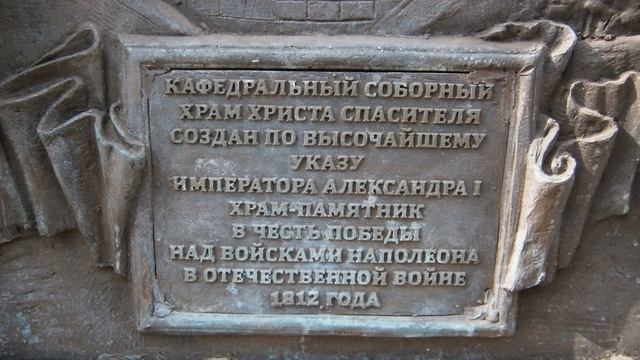 КАФЕДРАЛЬНЫЙ СОБОРНЫЙ
ХРАМ ХРИСТА СПАСИТЕЛЯ
СОЗДАН ПО ВЫСОЧАЙШЕМУ
УКАЗУ
ИМПЕРАТОРА АЛЕКСАНДРА I
ХРАМ-ПАМЯТНИК
В ЧЕСТЬ ПОБЕДЫ
НАД ВОЙСКАМИ НАПОЛЕОНА
В ОТЕЧЕСТВЕННОЙ ВОЙНЕ
1812 ГОДА